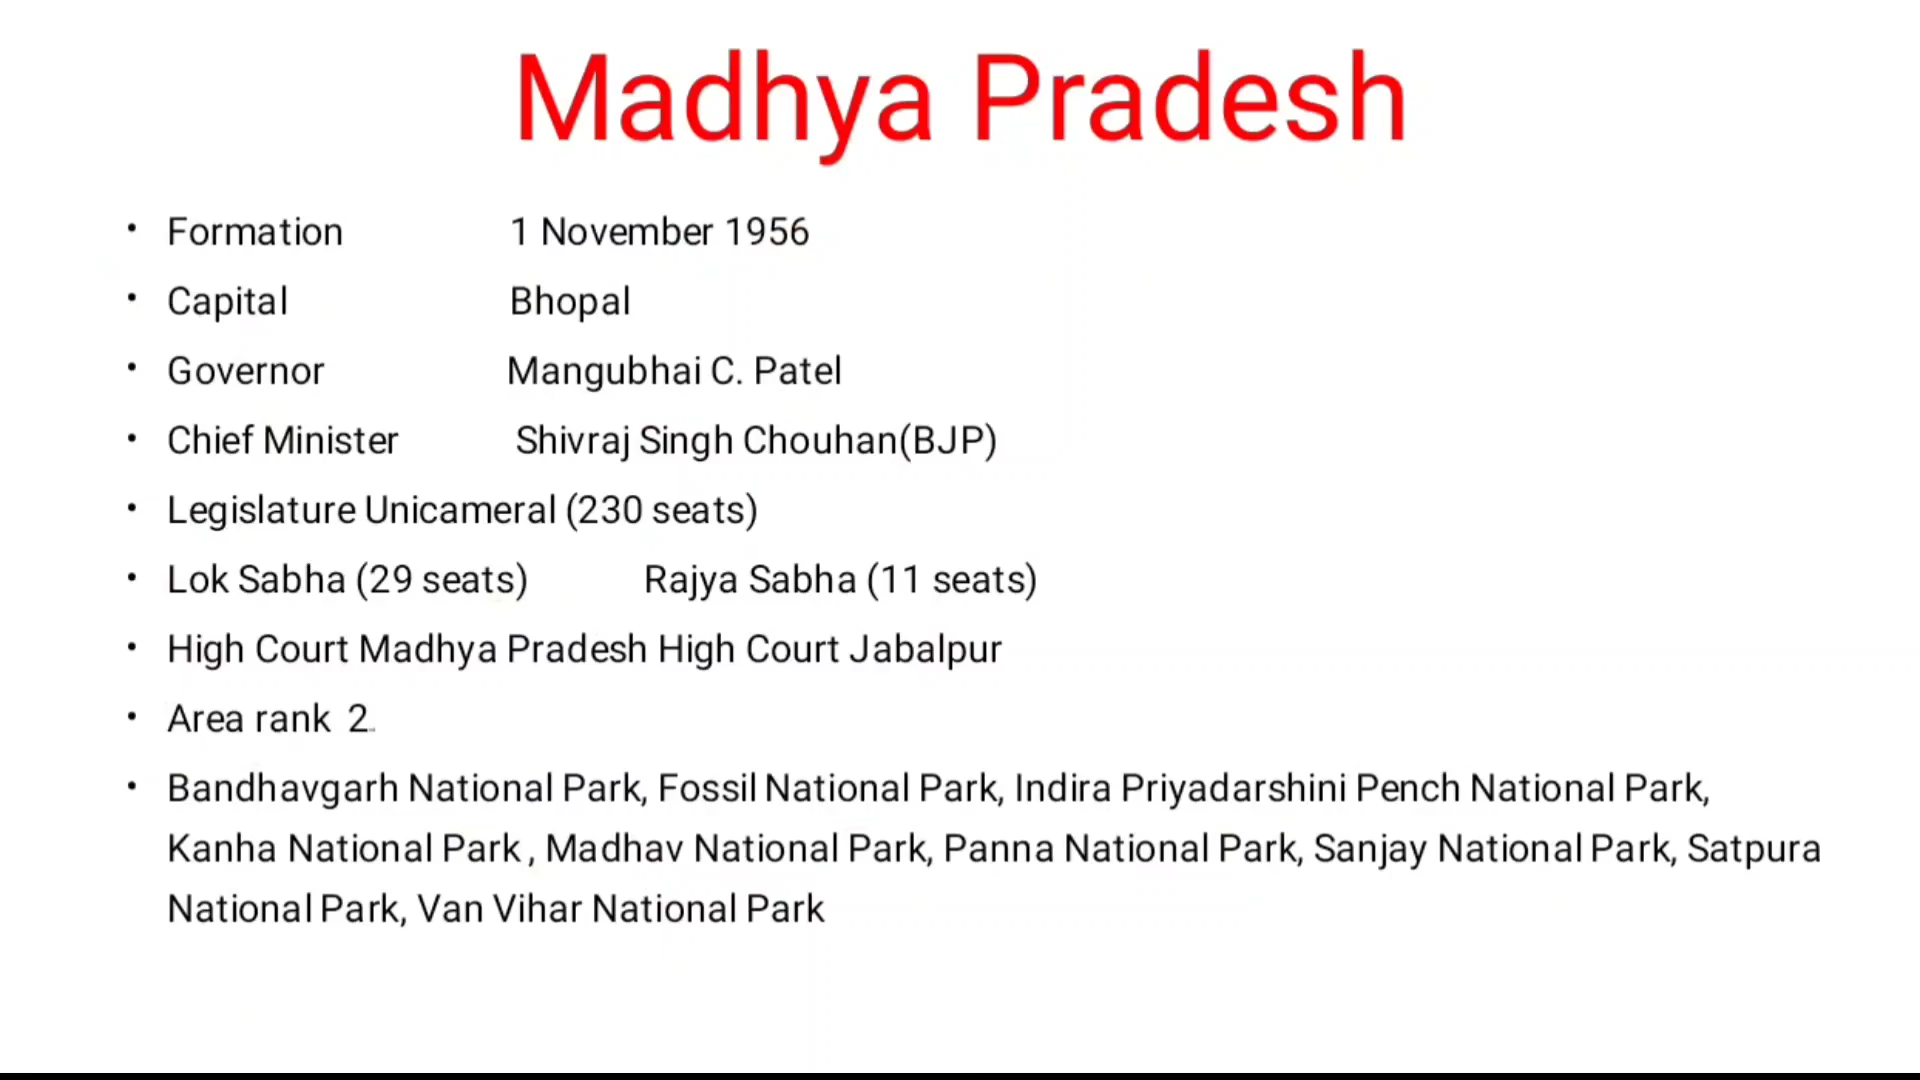 Madhya Pradesh
• Formation 1 November 1956
• Capital Bhopal
• Governor Mangubhai C. Patel
• Chief Minister Shivraj Singh Chouhan(BJP)
• Legislature Unicameral (230 seats)
• Lok Sabha (29 seats) Rajya Sabha (11 seats)
• High Court Madhya Pradesh High Court Jabalpur
• Area rank 2
• Bandhavgarh National Park, Fossil National Park, Indira Priyadarshini Pench National Park,
Kanha National Park , Madhav National Park, Panna National Park, Sanjay National Park, Satpura
National Park, Van Vihar National Park